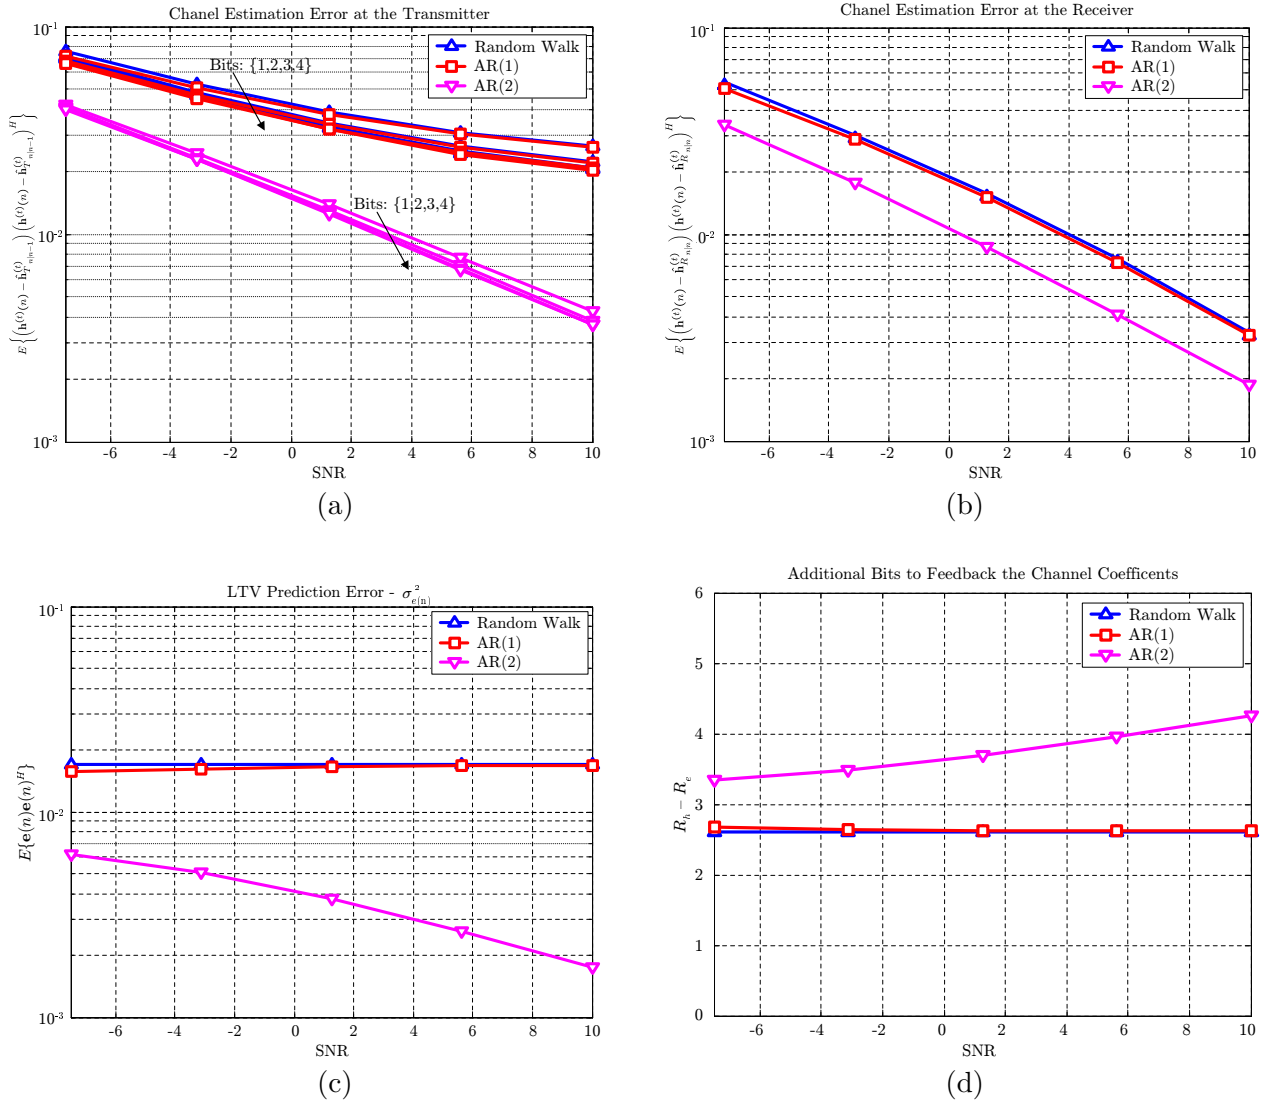 Chanel Estimation Error at the Transmitter
10^{-1}
10^{-2}
10^{-3}
Random Walk
AR(1)
AR(2)
Bits: {1,2,3,4}
Bits: {1,2,3,4}
E{(h^{(t)}(n) − ĥ^{(t)}_{T n|n−1})(h^{(t)}(n) − ĥ^{(t)}_{T n|n−1})^H}
-6 -4 -2 0 2 4 6 8 10
SNR
(a)
Chanel Estimation Error at the Receiver
10^{-1}
10^{-2}
10^{-3}
Random Walk
AR(1)
AR(2)
E{(h^{(t)}(n) − ĥ^{(t)}_{R n|n})(h^{(t)}(n) − ĥ^{(t)}_{R n|n})^H}
-6 -4 -2 0 2 4 6 8 10
SNR
(b)
LTV Prediction Error - σ^2_{e(n)}
10^{-1}
10^{-2}
10^{-3}
Random Walk
AR(1)
AR(2)
E{e(n)e(n)^H}
-6 -4 -2 0 2 4 6 8 10
SNR
(c)
Additional Bits to Feedback the Channel Coefficents
6
5
4
3
2
1
0
Random Walk
AR(1)
AR(2)
R_h − R_e
-6 -4 -2 0 2 4 6 8 10
SNR
(d)